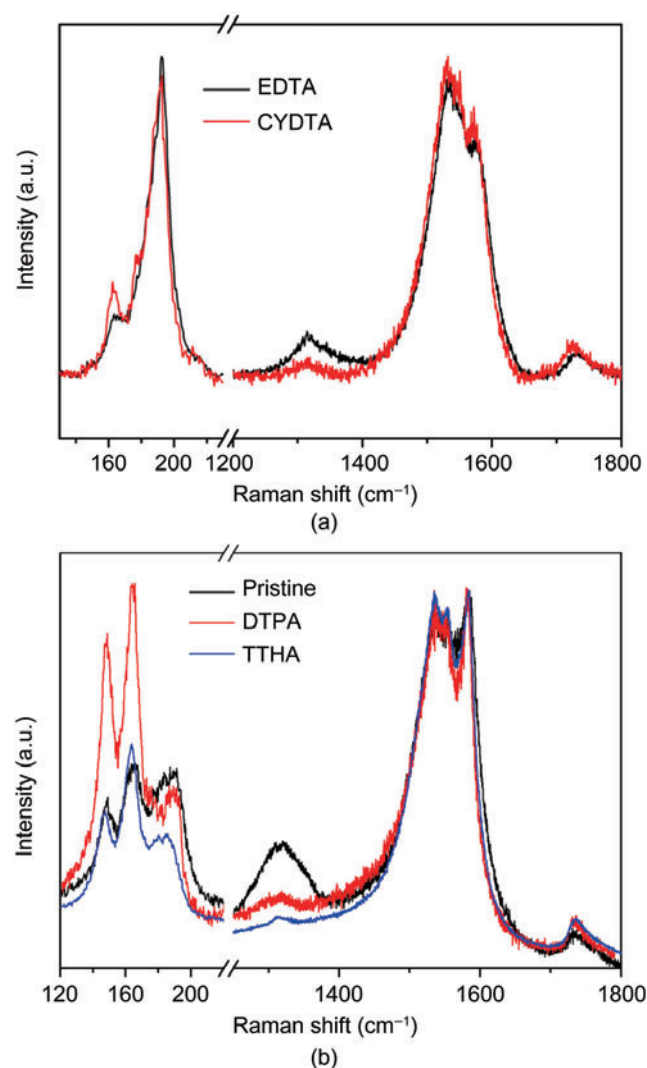 EDTA
CYDTA
Intensity (a.u.)
160 200 1200 1400 1600 1800
Raman shift (cm⁻¹)
(a)
Pristine
DTPA
TTHA
Intensity (a.u.)
120 160 200 1400 1600 1800
Raman shift (cm⁻¹)
(b)